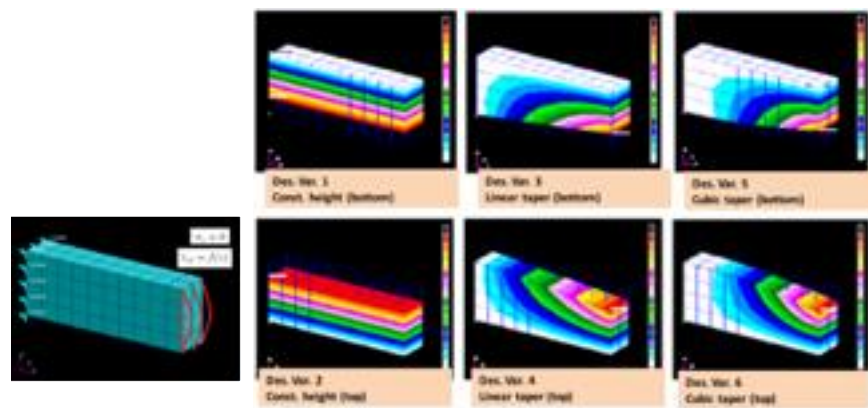 Des. Var. 1
Const. height (bottom)
Des. Var. 3
Linear taper (bottom)
Des. Var. 5
Cubic taper (bottom)
Des. Var. 2
Const. height (top)
Des. Var. 4
Linear taper (top)
Des. Var. 6
Cubic taper (top)